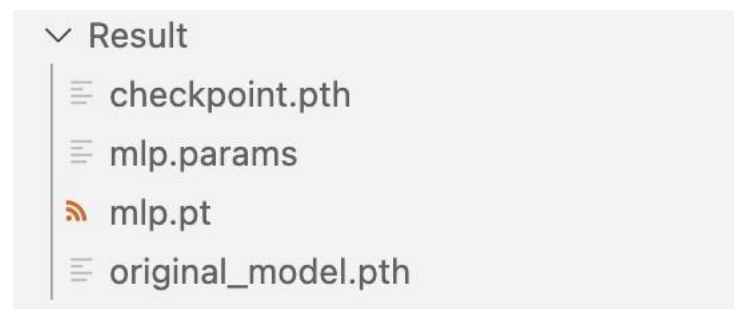 Result
checkpoint.pth
mlp.params
mlp.pt
original_model.pth